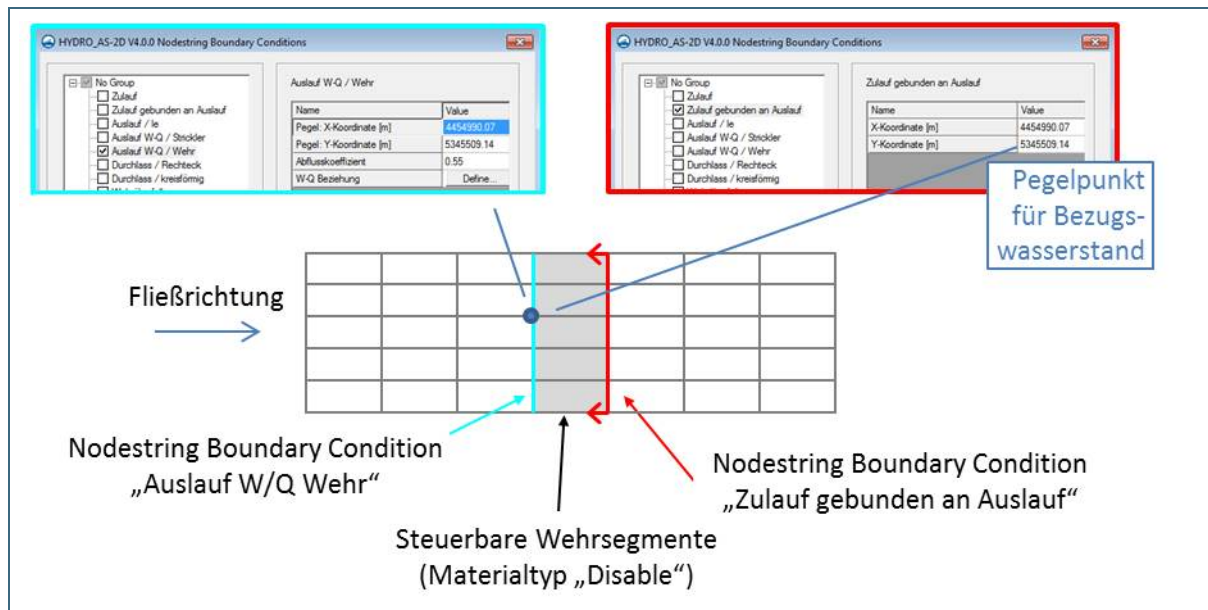 HYDRO_AS-2D V4.0.0 Nodestring Boundary Conditions
No Group
Zulauf
Zulauf gebunden an Auslauf
Auslauf / Ie
Auslauf W-Q / Strickler
Auslauf W-Q / Wehr
Durchlass / Rechteck
Durchlass / kreisförmig
Auslauf W-Q / Wehr
Name Value
Pegel: X-Koordinate [m] 4454990.07
Pegel: Y-Koordinate [m] 5345509.14
Abflusskoeffizient 0.55
W-Q Beziehung Define...
HYDRO_AS-2D V4.0.0 Nodestring Boundary Conditions
No Group
Zulauf
Zulauf gebunden an Auslauf
Auslauf / Ie
Auslauf W-Q / Strickler
Auslauf W-Q / Wehr
Durchlass / Rechteck
Durchlass / kreisförmig
Zulauf gebunden an Auslauf
Name Value
X-Koordinate [m] 4454990.07
Y-Koordinate [m] 5345509.14
Pegelpunkt
für Bezugs-
wasserstand
Fließrichtung
Nodestring Boundary Condition
„Auslauf W/Q Wehr“
Nodestring Boundary Condition
„Zulauf gebunden an Auslauf“
Steuerbare Wehrsegmente
(Materialtyp „Disable“)